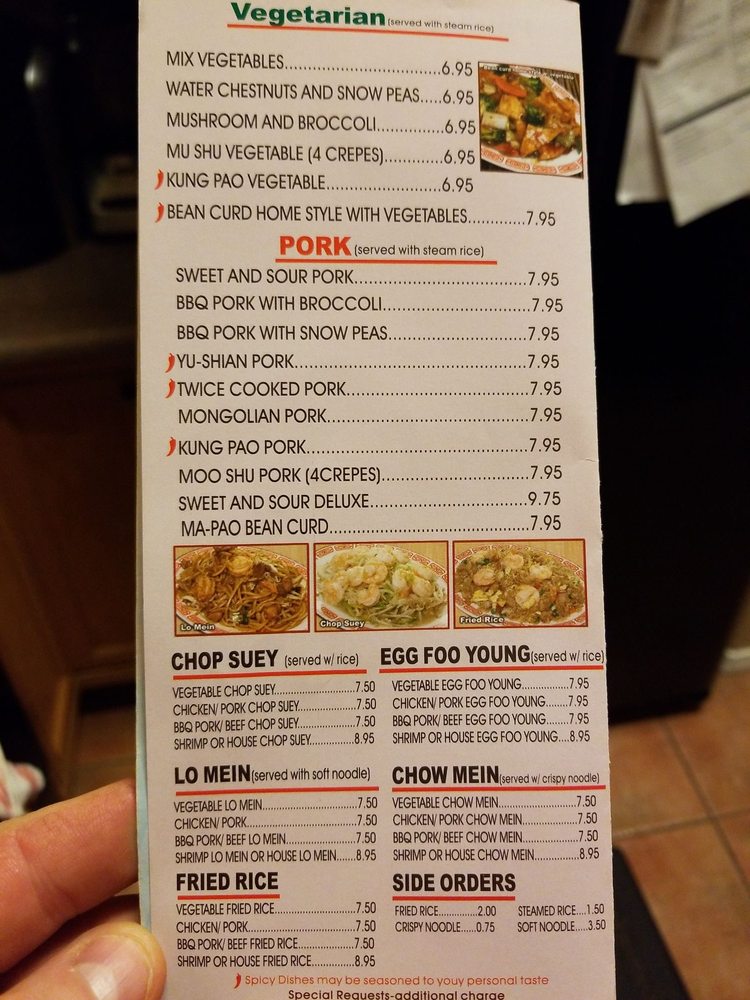 Vegetarian (served with steam rice)
MIX VEGETABLES..............................6.95
WATER CHESTNUTS AND SNOW PEAS.....6.95
MUSHROOM AND BROCCOLI..............6.95
MU SHU VEGETABLE (4 CREPES)............6.95
KUNG PAO VEGETABLE......................6.95
BEAN CURD HOME STYLE WITH VEGETABLES............7.95
PORK (served with steam rice)
SWEET AND SOUR PORK.................................7.95
BBQ PORK WITH BROCCOLI............................7.95
BBQ PORK WITH SNOW PEAS..........................7.95
YU-SHIAN PORK............................................7.95
TWICE COOKED PORK...................................7.95
MONGOLIAN PORK.......................................7.95
KUNG PAO PORK..........................................7.95
MOO SHU PORK (4CREPES)............................7.95
SWEET AND SOUR DELUXE..............................9.75
MA-PAO BEAN CURD......................................7.95
Lo Mein
Chop Suey
Fried Rice
CHOP SUEY (served w/ rice)
VEGETABLE CHOP SUEY.......................7.50
CHICKEN/ PORK CHOP SUEY................7.50
BBQ PORK/ BEEF CHOP SUEY................7.50
SHRIMP OR HOUSE CHOP SUEY.............8.95
EGG FOO YOUNG (served w/ rice)
VEGETABLE EGG FOO YOUNG...............7.95
CHICKEN/ PORK EGG FOO YOUNG........7.95
BBQ PORK/ BEEF EGG FOO YOUNG.......7.95
SHRIMP OR HOUSE EGG FOO YOUNG....8.95
LO MEIN (served with soft noodle)
VEGETABLE LO MEIN...........................7.50
CHICKEN/ PORK................................7.50
BBQ PORK/ BEEF LO MEIN....................7.50
SHRIMP LO MEIN OR HOUSE LO MEIN......8.95
CHOW MEIN (served w/ crispy noodle)
VEGETABLE CHOW MEIN.......................7.50
CHICKEN/ PORK CHOW MEIN................7.50
BBQ PORK/ BEEF CHOW MEIN................7.50
SHRIMP OR HOUSE CHOW MEIN.............8.95
FRIED RICE
VEGETABLE FRIED RICE........................7.50
CHICKEN/ PORK................................7.50
BBQ PORK/ BEEF FRIED RICE................7.50
SHRIMP OR HOUSE FRIED RICE.............8.95
SIDE ORDERS
FRIED RICE..............2.00 STEAMED RICE....1.50
CRISPY NOODLE.....0.75 SOFT NOODLE.....3.50
Spicy Dishes may be seasoned to youy personal taste
Special Requests-additional charge